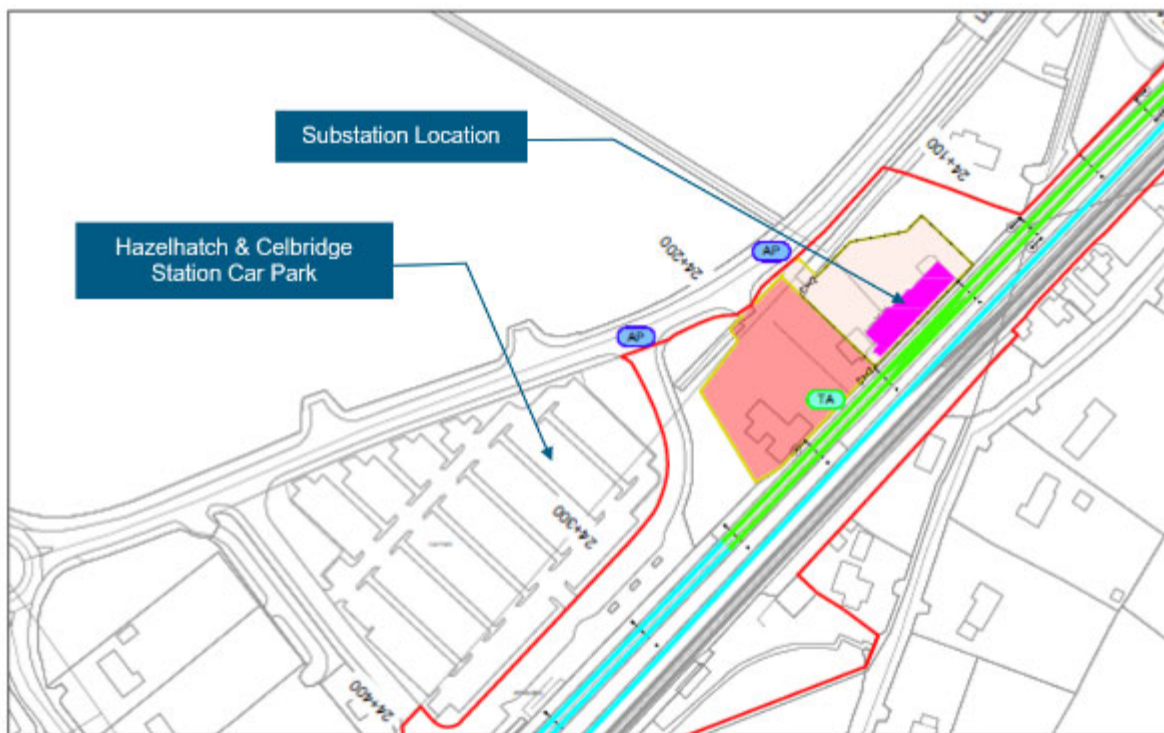 Substation Location
24+100
Hazelhatch & Celbridge
Station Car Park
24+200
AP
AP
TA
24+300
24+400